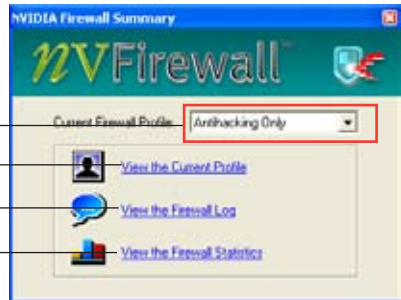 NVIDIA Firewall Summary
nVFirewall™
Current Firewall Profile: Antihacking Only
View the Current Profile
View the Firewall Log
View the Firewall Statistics